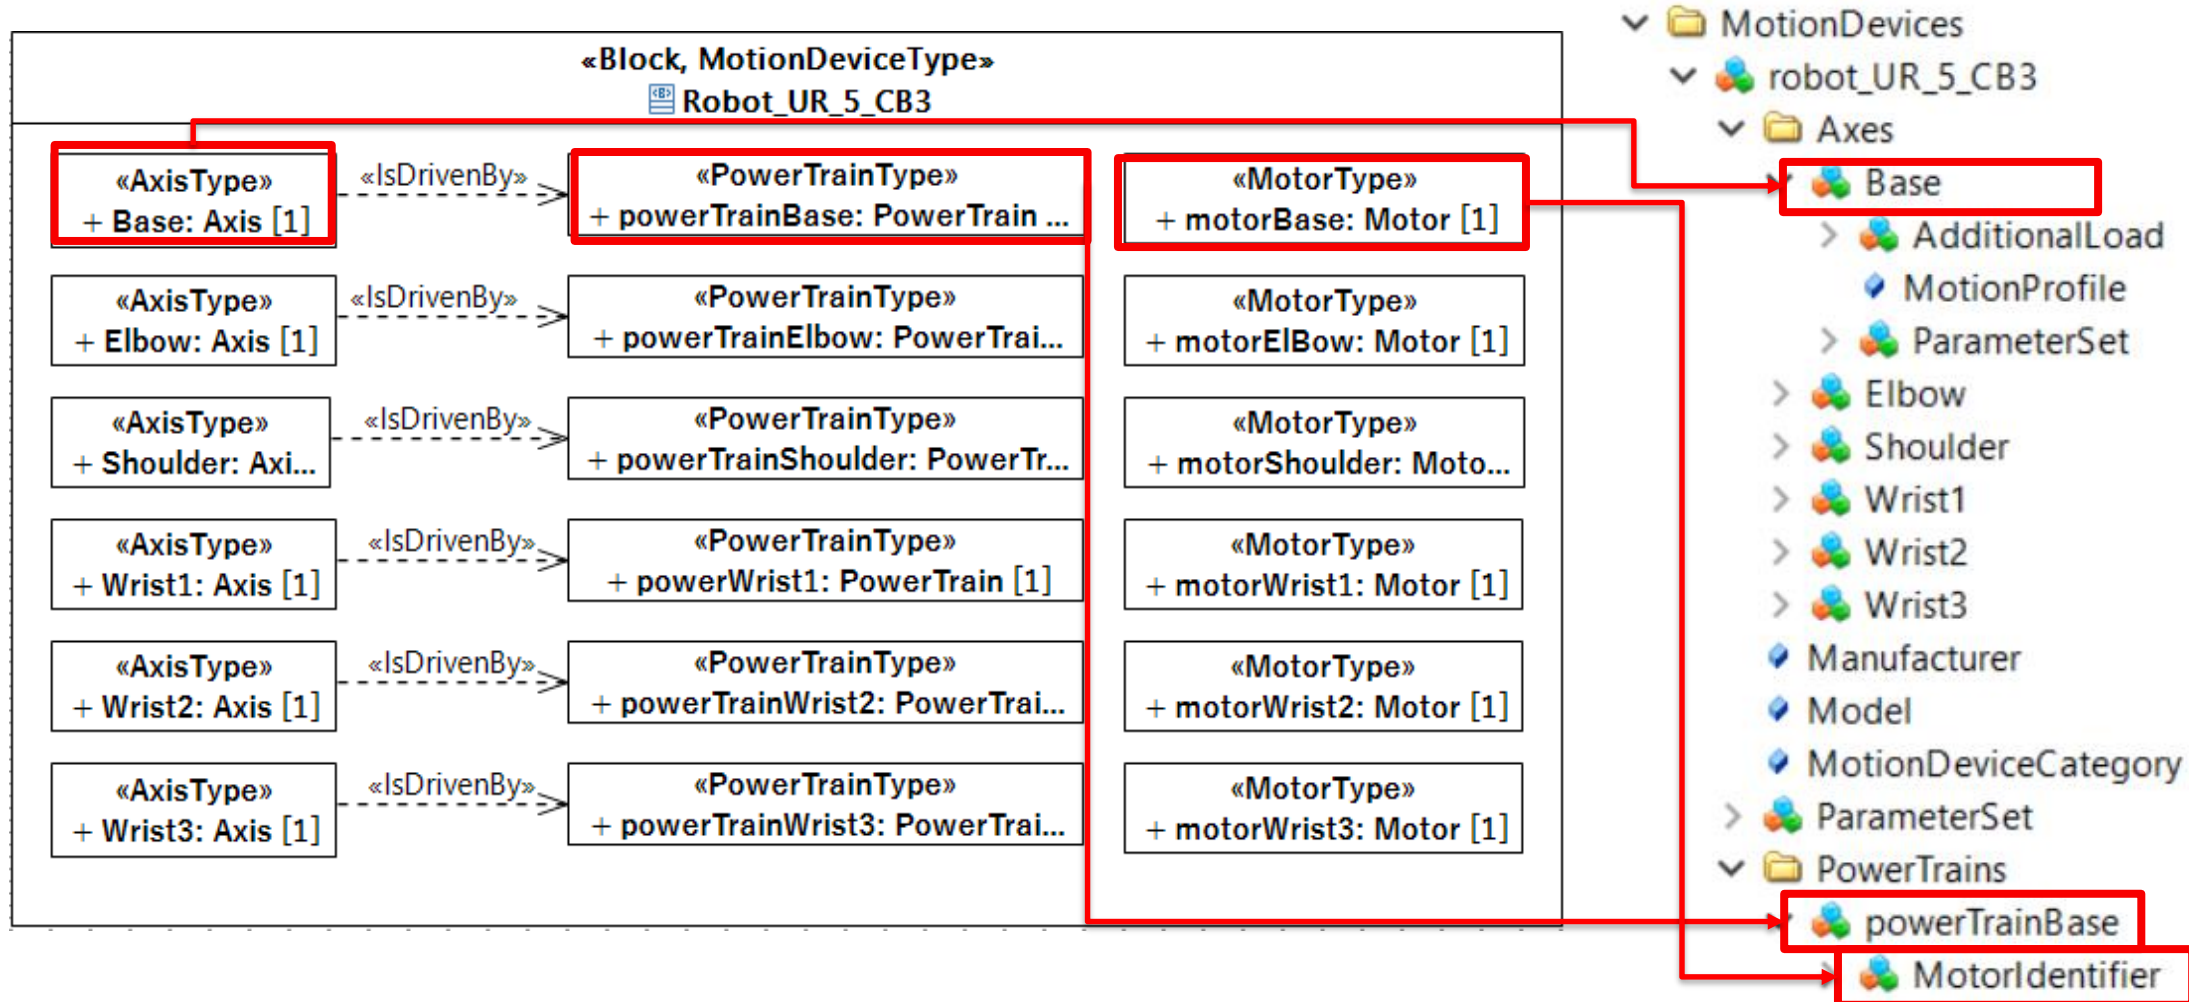 «Block, MotionDeviceType»
Robot_UR_5_CB3
«AxisType»
+ Base: Axis [1]
«IsDrivenBy»
«PowerTrainType»
+ powerTrainBase: PowerTrain ...
«MotorType»
+ motorBase: Motor [1]
«AxisType»
+ Elbow: Axis [1]
«IsDrivenBy»
«PowerTrainType»
+ powerTrainElbow: PowerTrai...
«MotorType»
+ motorElBow: Motor [1]
«AxisType»
+ Shoulder: Axi...
«IsDrivenBy»
«PowerTrainType»
+ powerTrainShoulder: PowerTr...
«MotorType»
+ motorShoulder: Moto...
«AxisType»
+ Wrist1: Axis [1]
«IsDrivenBy»
«PowerTrainType»
+ powerWrist1: PowerTrain [1]
«MotorType»
+ motorWrist1: Motor [1]
«AxisType»
+ Wrist2: Axis [1]
«IsDrivenBy»
«PowerTrainType»
+ powerTrainWrist2: PowerTrai...
«MotorType»
+ motorWrist2: Motor [1]
«AxisType»
+ Wrist3: Axis [1]
«IsDrivenBy»
«PowerTrainType»
+ powerTrainWrist3: PowerTrai...
«MotorType»
+ motorWrist3: Motor [1]
MotionDevices
robot_UR_5_CB3
Axes
Base
AdditionalLoad
MotionProfile
ParameterSet
Elbow
Shoulder
Wrist1
Wrist2
Wrist3
Manufacturer
Model
MotionDeviceCategory
ParameterSet
PowerTrains
powerTrainBase
MotorIdentifier